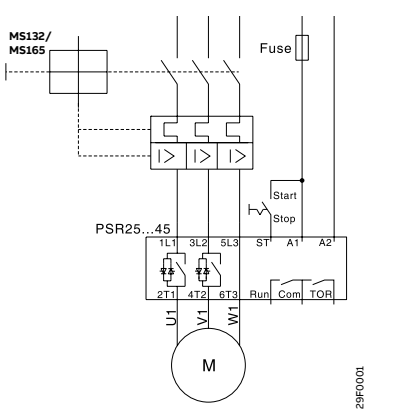 MS132/
MS165
Fuse
I>
I>
I>
Start
Stop
PSR25...45
1L1 3L2 5L3 ST A1 A2
2T1 4T2 6T3 Run Com TOR
U1
V1
W1
M
29F0001